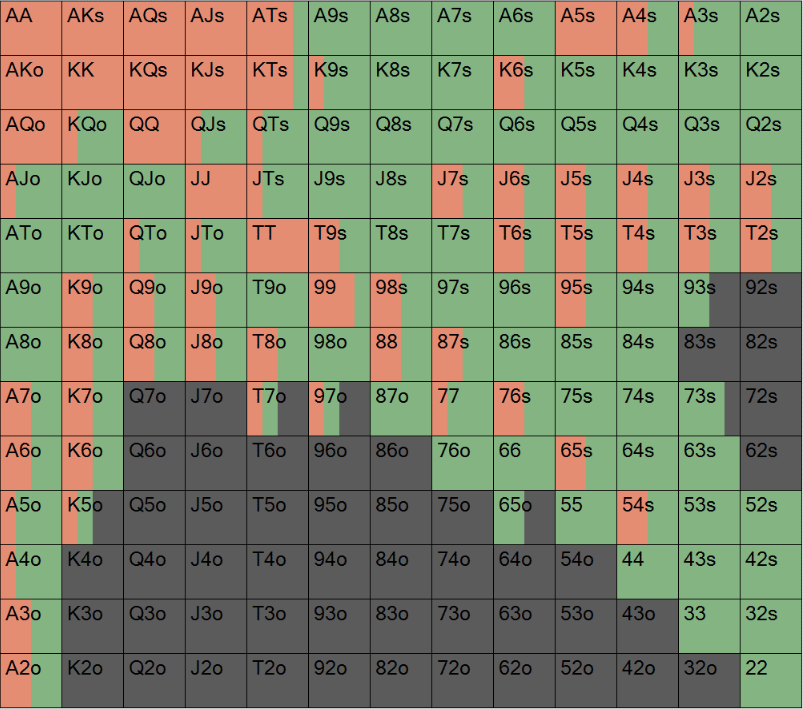 AA AKs AQs AJs ATs A9s A8s A7s A6s A5s A4s A3s A2s
AKo KK KQs KJs KTs K9s K8s K7s K6s K5s K4s K3s K2s
AQo KQo QQ QJs QTs Q9s Q8s Q7s Q6s Q5s Q4s Q3s Q2s
AJo KJo QJo JJ JTs J9s J8s J7s J6s J5s J4s J3s J2s
ATo KTo QTo JTo TT T9s T8s T7s T6s T5s T4s T3s T2s
A9o K9o Q9o J9o T9o 99 98s 97s 96s 95s 94s 93s 92s
A8o K8o Q8o J8o T8o 98o 88 87s 86s 85s 84s 83s 82s
A7o K7o Q7o J7o T7o 97o 87o 77 76s 75s 74s 73s 72s
A6o K6o Q6o J6o T6o 96o 86o 76o 66 65s 64s 63s 62s
A5o K5o Q5o J5o T5o 95o 85o 75o 65o 55 54s 53s 52s
A4o K4o Q4o J4o T4o 94o 84o 74o 64o 54o 44 43s 42s
A3o K3o Q3o J3o T3o 93o 83o 73o 63o 53o 43o 33 32s
A2o K2o Q2o J2o T2o 92o 82o 72o 62o 52o 42o 32o 22